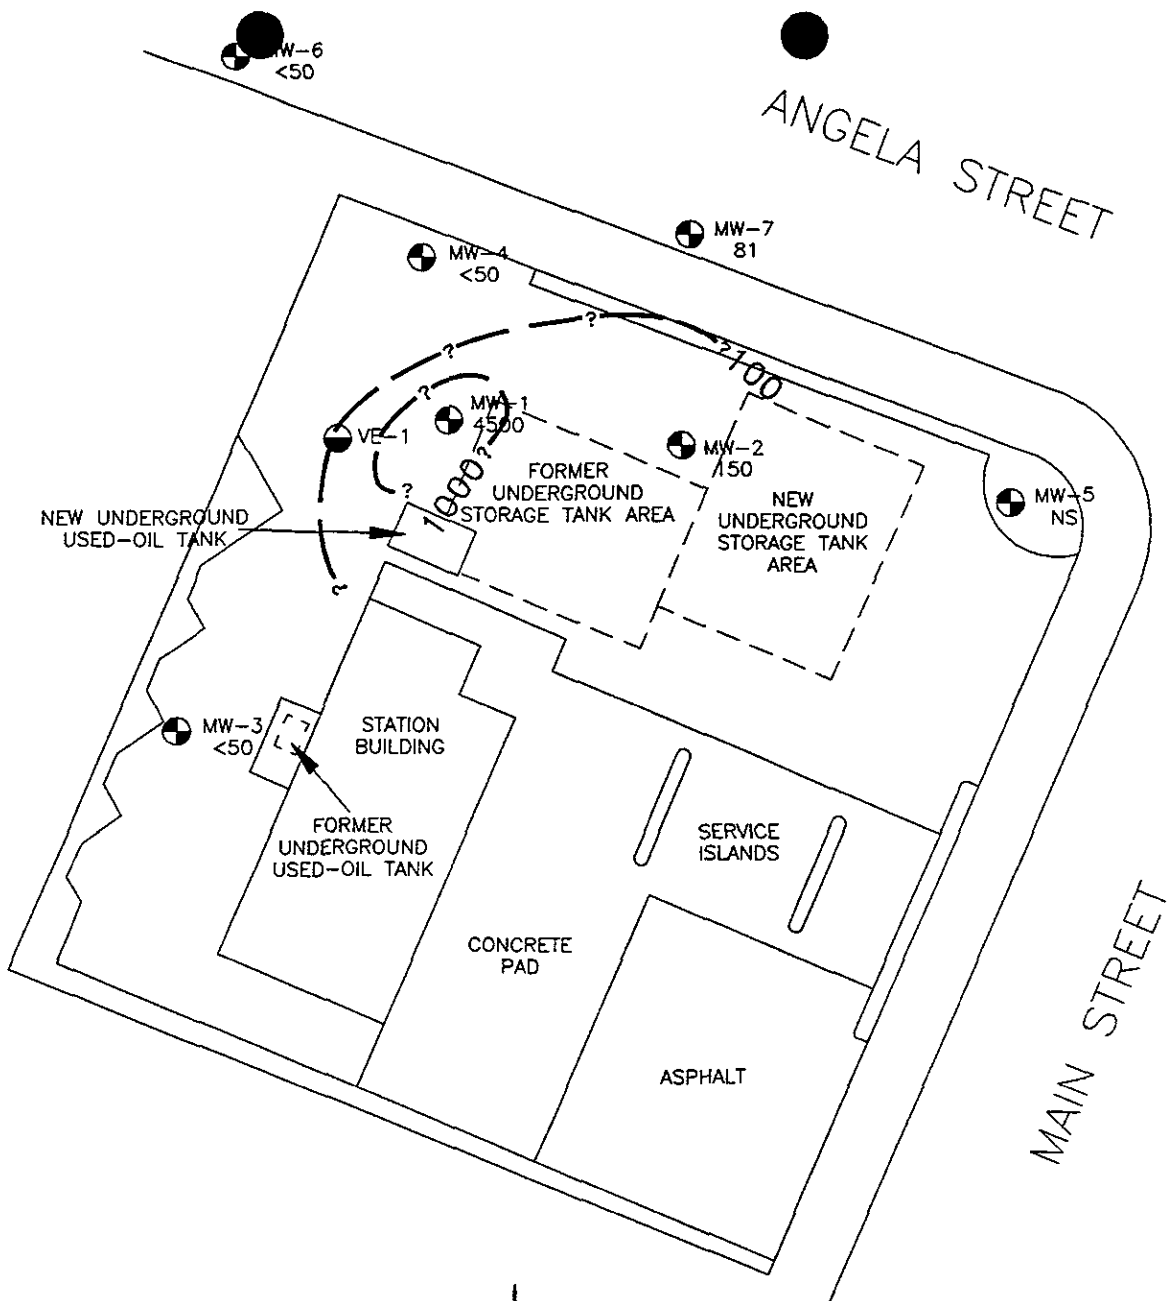 MW-6
<50
ANGELA STREET
MW-7
81
MW-4
<50
?
?
?
100
?
MW-1
4500
VE-1
?
1000
?
MW-2
150
FORMER
UNDERGROUND
STORAGE TANK AREA
NEW
UNDERGROUND
STORAGE TANK
AREA
MW-5
NS
NEW UNDERGROUND
USED-OIL TANK
?
MW-3
<50
STATION
BUILDING
FORMER
UNDERGROUND
USED-OIL TANK
SERVICE
ISLANDS
CONCRETE
PAD
ASPHALT
MAIN STREET